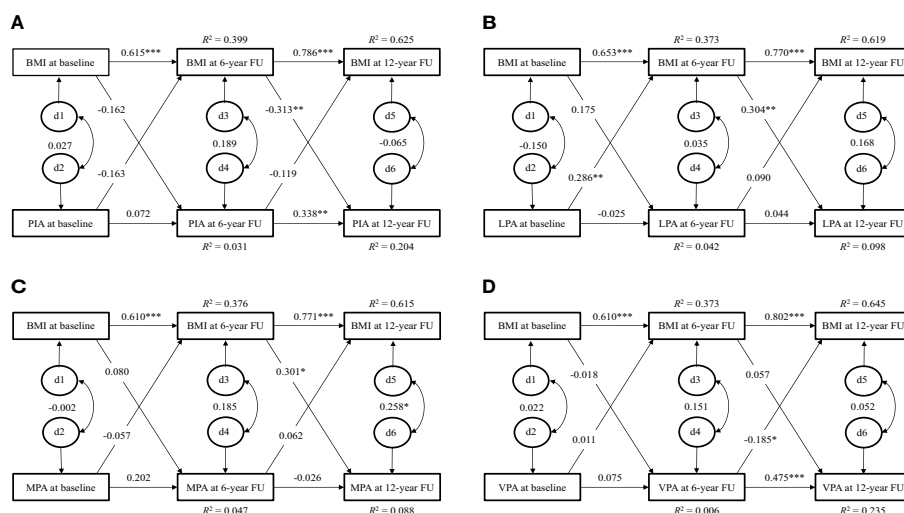 A
R² = 0.399
R² = 0.625
BMI at baseline
0.615***
BMI at 6-year FU
0.786***
BMI at 12-year FU
-0.162
-0.313**
d1
d3
d5
0.027
0.189
-0.065
d2
d4
d6
-0.163
-0.119
PIA at baseline
0.072
PIA at 6-year FU
0.338**
PIA at 12-year FU
R² = 0.031
R² = 0.204
B
R² = 0.373
R² = 0.619
BMI at baseline
0.653***
BMI at 6-year FU
0.770***
BMI at 12-year FU
0.175
0.304**
d1
d3
d5
-0.150
0.035
0.168
d2
d4
d6
0.286**
0.090
LPA at baseline
-0.025
LPA at 6-year FU
0.044
LPA at 12-year FU
R² = 0.042
R² = 0.098
C
R² = 0.376
R² = 0.615
BMI at baseline
0.610***
BMI at 6-year FU
0.771***
BMI at 12-year FU
0.080
0.301*
d1
d3
d5
-0.002
0.185
0.258*
d2
d4
d6
-0.057
0.062
MPA at baseline
0.202
MPA at 6-year FU
-0.026
MPA at 12-year FU
R² = 0.047
R² = 0.088
D
R² = 0.373
R² = 0.645
BMI at baseline
0.610***
BMI at 6-year FU
0.802***
BMI at 12-year FU
-0.018
0.057
d1
d3
d5
0.022
0.151
0.052
d2
d4
d6
0.011
-0.185*
VPA at baseline
0.075
VPA at 6-year FU
0.475***
VPA at 12-year FU
R² = 0.006
R² = 0.235